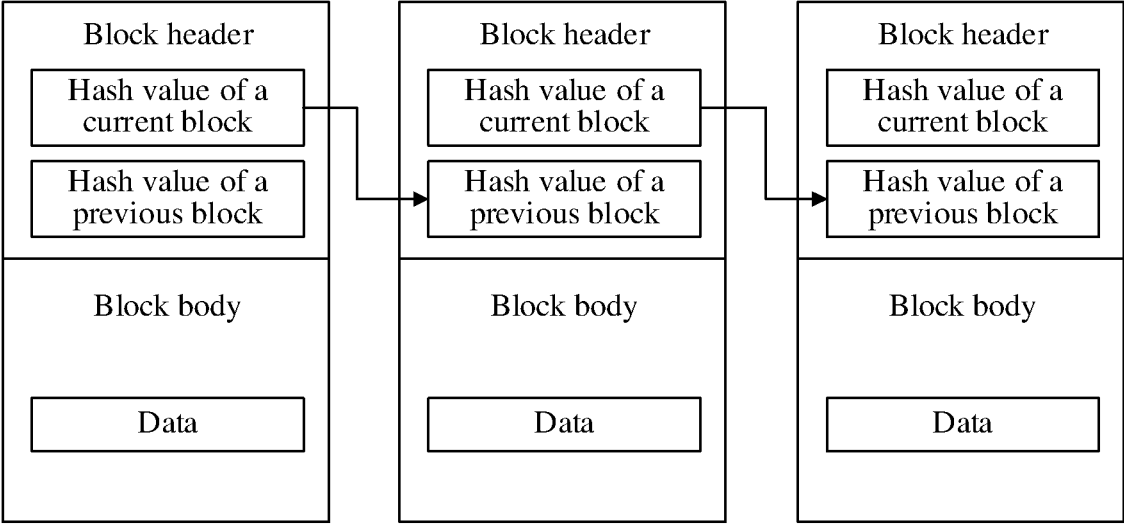 Block header
Hash value of a
current block
Hash value of a
previous block
Block body
Data
Block header
Hash value of a
current block
Hash value of a
previous block
Block body
Data
Block header
Hash value of a
current block
Hash value of a
previous block
Block body
Data